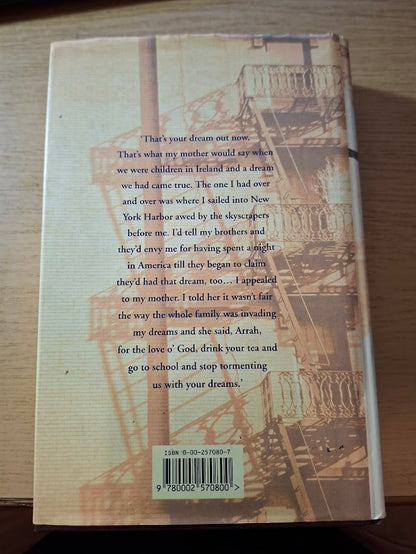 ‘That's your dream out now.
That's what my mother would say when
we were children in Ireland and a dream
we had came true. The one I had over
and over was where I sailed into New
York Harbor awed by the skyscrapers
before me. I'd tell my brothers and
they'd envy me for having spent a night
in America till they began to claim
they'd had that dream, too... I appealed
to my mother. I told her it wasn't fair
the way the whole family was invading
my dreams and she said, Arrah,
for the love o' God, drink your tea and
go to school and stop tormenting
us with your dreams,’
ISBN 0-00-257080-7
9 780002 570800 >